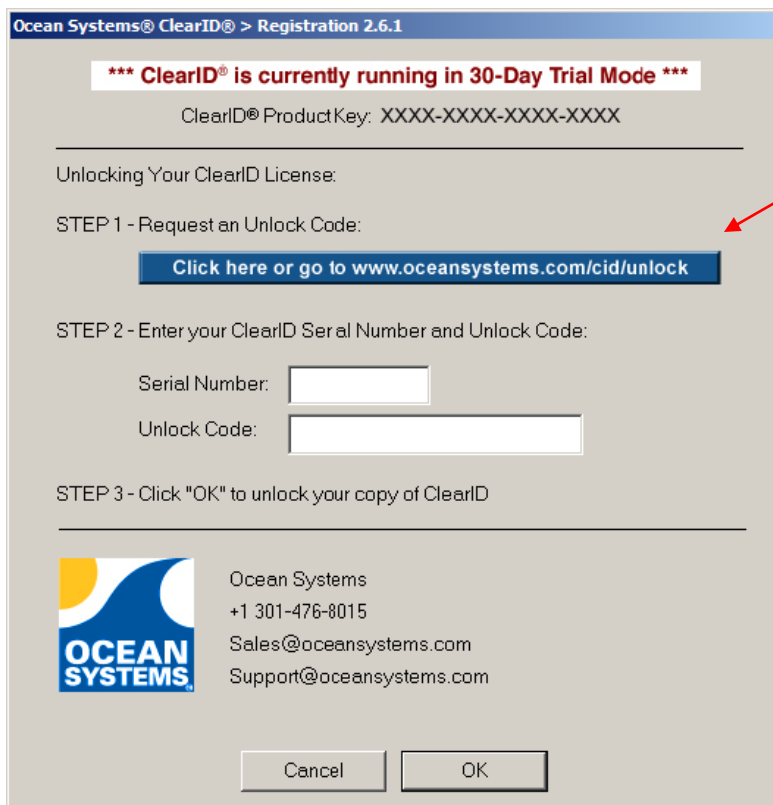 Ocean Systems® ClearID® > Registration 2.6.1
*** ClearID® is currently running in 30-Day Trial Mode ***
ClearID® Product Key: XXXX-XXXX-XXXX-XXXX
Unlocking Your ClearID License:
STEP 1 - Request an Unlock Code:
Click here or go to www.oceansystems.com/cid/unlock
STEP 2 - Enter your ClearID Seral Number and Unlock Code:
Serial Number:
Unlock Code:
STEP 3 - Click "OK" to unlock your copy of ClearID
OCEAN
SYSTEMS®
Ocean Systems
+1 301-476-8015
Sales@oceansystems.com
Support@oceansystems.com
Cancel
OK